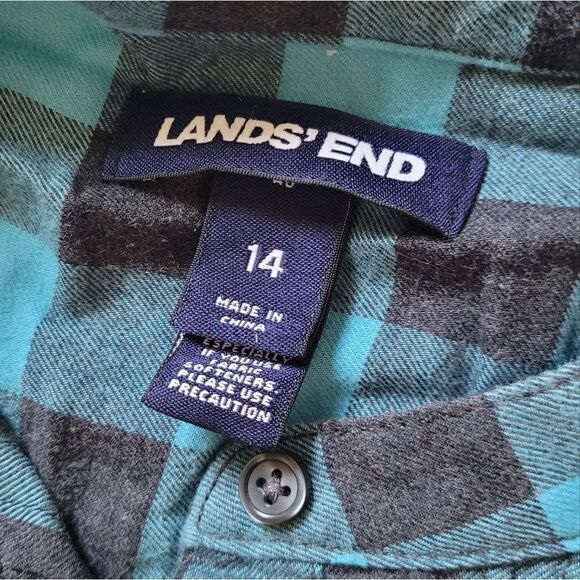 LANDS' END
14
MADE IN
CHINA
ESPECIALLY
IF YOU USE
FABRIC
SOFTENERS.
PLEASE USE
PRECAUTION